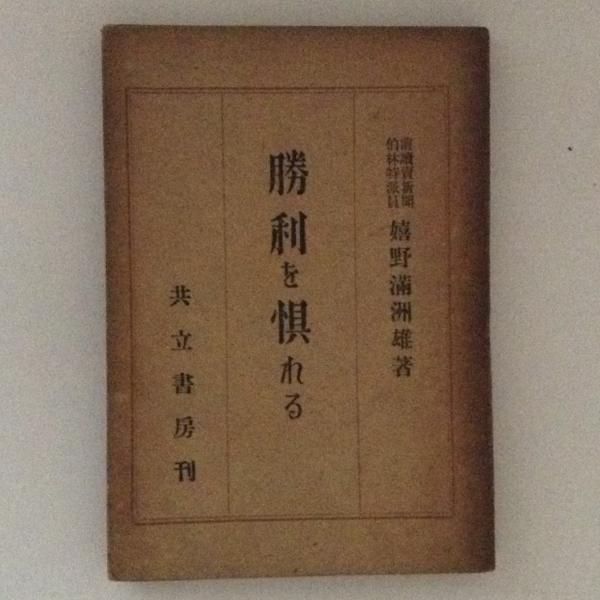 前讀賣新聞
伯林特派員
嬉野滿洲雄著
勝利を惧れる
共立書房刊